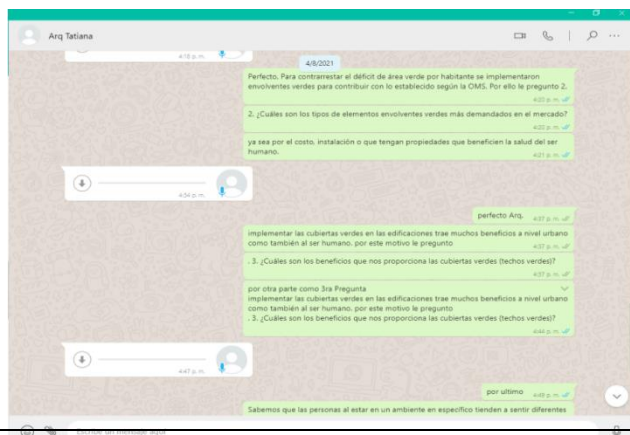 Arq Tatiana
4:18 p. m.
4/8/2021
Perfecto. Para contrarrestar el déficit de área verde por habitante se implementaron
envolventes verdes para contribuir con lo establecido según la OMS. Por ello le pregunto 2.
4:20 p. m.
2. ¿Cuáles son los tipos de elementos envolventes verdes más demandados en el mercado?
4:20 p. m.
ya sea por el costo, instalación o que tengan propiedades que beneficien la salud del ser
humano.
4:21 p. m.
4:34 p. m.
perfecto Arq.
4:37 p. m.
implementar las cubiertas verdes en las edificaciones trae muchos beneficios a nivel urbano
como también al ser humano. por este motivo le pregunto
4:37 p. m.
. 3. ¿Cuáles son los beneficios que nos proporciona las cubiertas verdes (techos verdes)?
4:37 p. m.
por otra parte como 3ra Pregunta
implementar las cubiertas verdes en las edificaciones trae muchos beneficios a nivel urbano
como también al ser humano. por este motivo le pregunto
. 3. ¿Cuáles son los beneficios que nos proporciona las cubiertas verdes (techos verdes)?
4:44 p. m.
4:47 p. m.
por ultimo
4:49 p. m.
Sabemos que las personas al estar en un ambiente en especifico tienden a sentir diferentes
Escribe un mensaje aquí